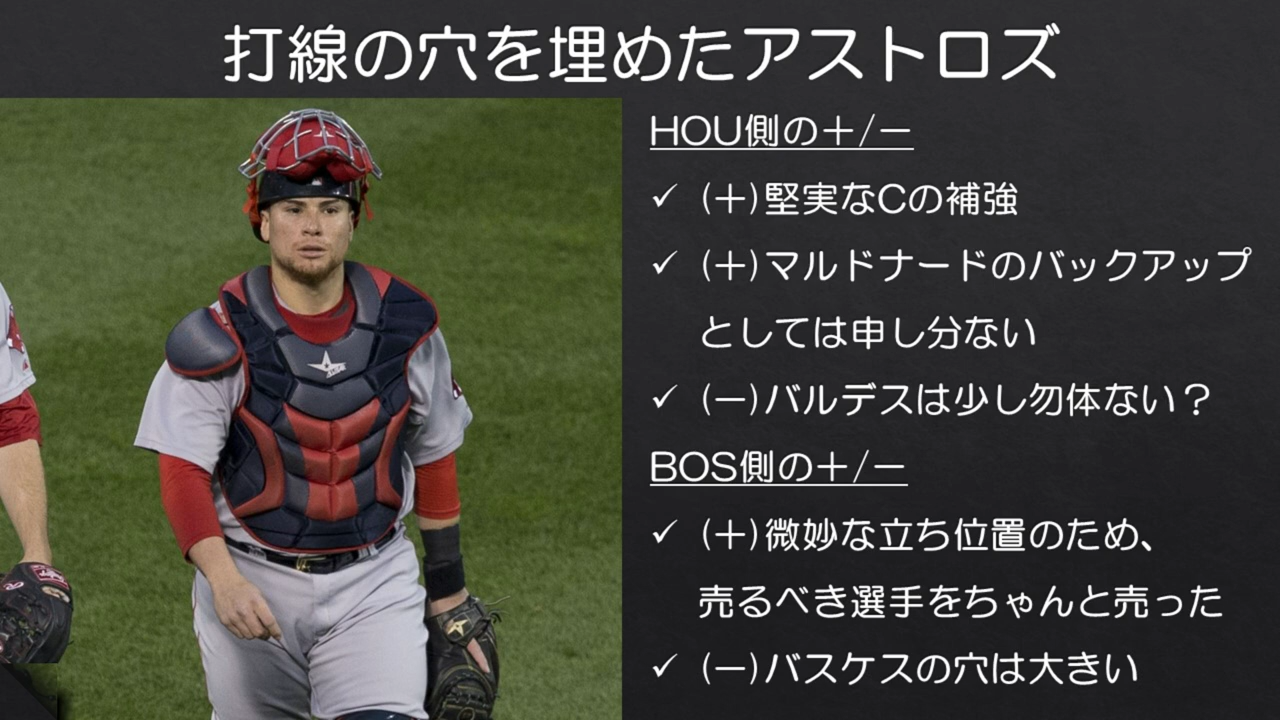 打線の穴を埋めたアストロズ
HOU側の＋/－
✓ (＋)堅実なCの補強
✓ (＋)マルドナードのバックアップ
としては申し分ない
✓ (－)バルデスは少し勿体ない？
BOS側の＋/－
✓ (＋)微妙な立ち位置のため、
売るべき選手をちゃんと売った
✓ (－)バスケスの穴は大きい